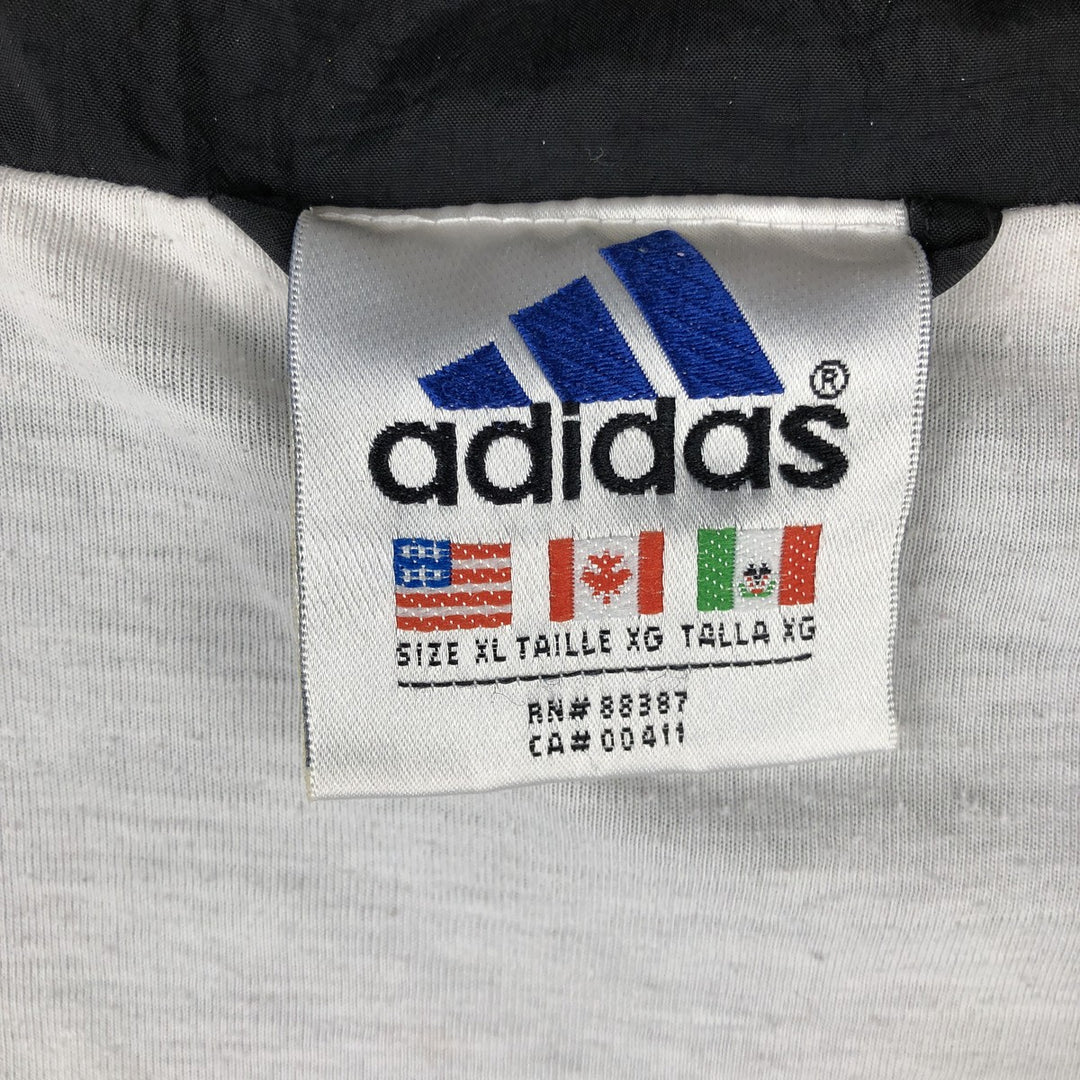 adidas®
SIZE XL TAILLE XG TALLA XG
RN# 88387
CA# 00411